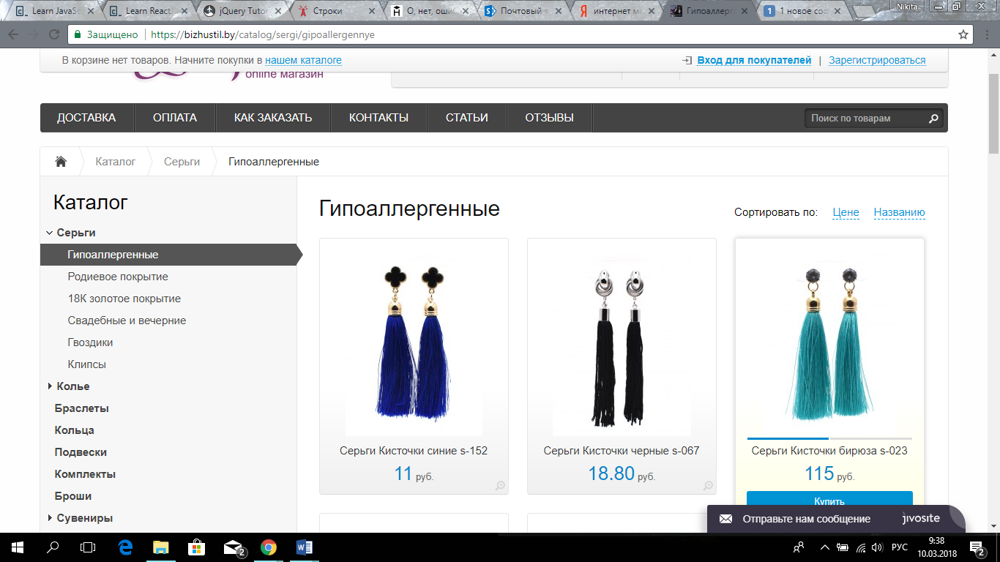 Learn JavaSc
Learn React.
jQuery Tutor
Строки
О, нет, ошиб
Почтовый я
интернет ма
Гипоаллерг
1 новое соо
Nikita
Защищено
https://bizhustil.by/catalog/sergi/gipoallergennye
В корзине нет товаров. Начните покупки в нашем каталоге
Вход для покупателей | Зарегистрироваться
online магазин
ДОСТАВКА
ОПЛАТА
КАК ЗАКАЗАТЬ
КОНТАКТЫ
СТАТЬИ
ОТЗЫВЫ
Поиск по товарам
Каталог
Серьги
Гипоаллергенные
Каталог
Серьги
Гипоаллергенные
Родиевое покрытие
18К золотое покрытие
Свадебные и вечерние
Гвоздики
Клипсы
Колье
Браслеты
Кольца
Подвески
Комплекты
Броши
Сувениры
Гипоаллергенные
Сортировать по: Цене Названию
Серьги Кисточки синие s-152
11 руб.
Серьги Кисточки черные s-067
18.80 руб.
Серьги Кисточки бирюза s-023
115 руб.
Купить
Отправьте нам сообщение
jivosite
2
РУС
9:38
10.03.2018
2